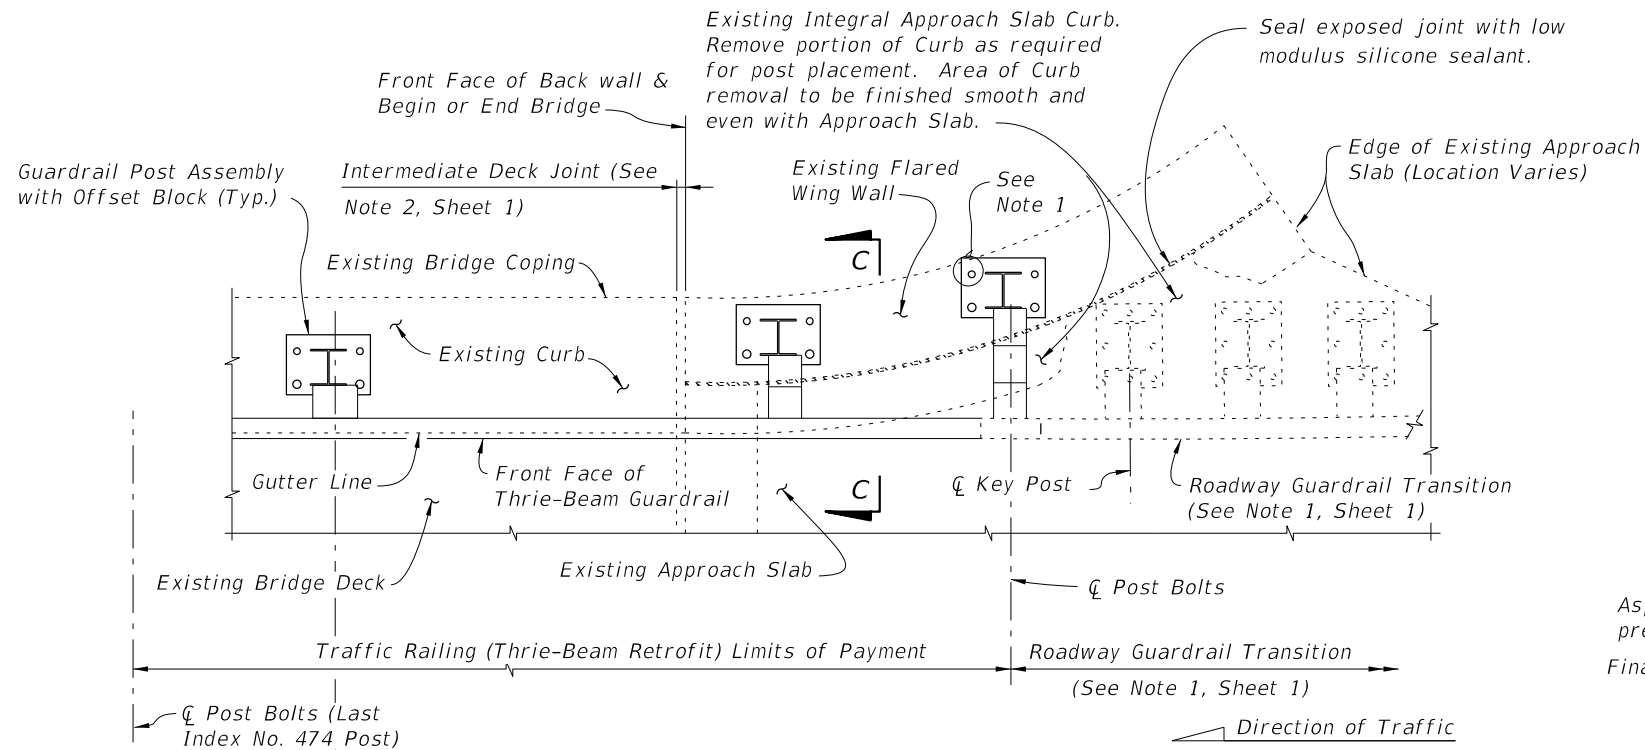 Existing Integral Approach Slab Curb.
Remove portion of Curb as required
for post placement. Area of Curb
removal to be finished smooth and
even with Approach Slab.
Seal exposed joint with low
modulus silicone sealant.
Front Face of Back wall &
Begin or End Bridge
Edge of Existing Approach
Slab (Location Varies)
Guardrail Post Assembly
with Offset Block (Typ.)
Intermediate Deck Joint (See
Note 2, Sheet 1)
Existing Flared
Wing Wall
See
Note 1
C
Existing Bridge Coping
Existing Curb
Gutter Line
Front Face of
Thrie-Beam Guardrail
C
℄ Key Post
Roadway Guardrail Transition
(See Note 1, Sheet 1)
Existing Bridge Deck
Existing Approach Slab
℄ Post Bolts
Traffic Railing (Thrie-Beam Retrofit) Limits of Payment
Roadway Guardrail Transition
(See Note 1, Sheet 1)
℄ Post Bolts (Last
Index No. 474 Post)
Direction of Traffic